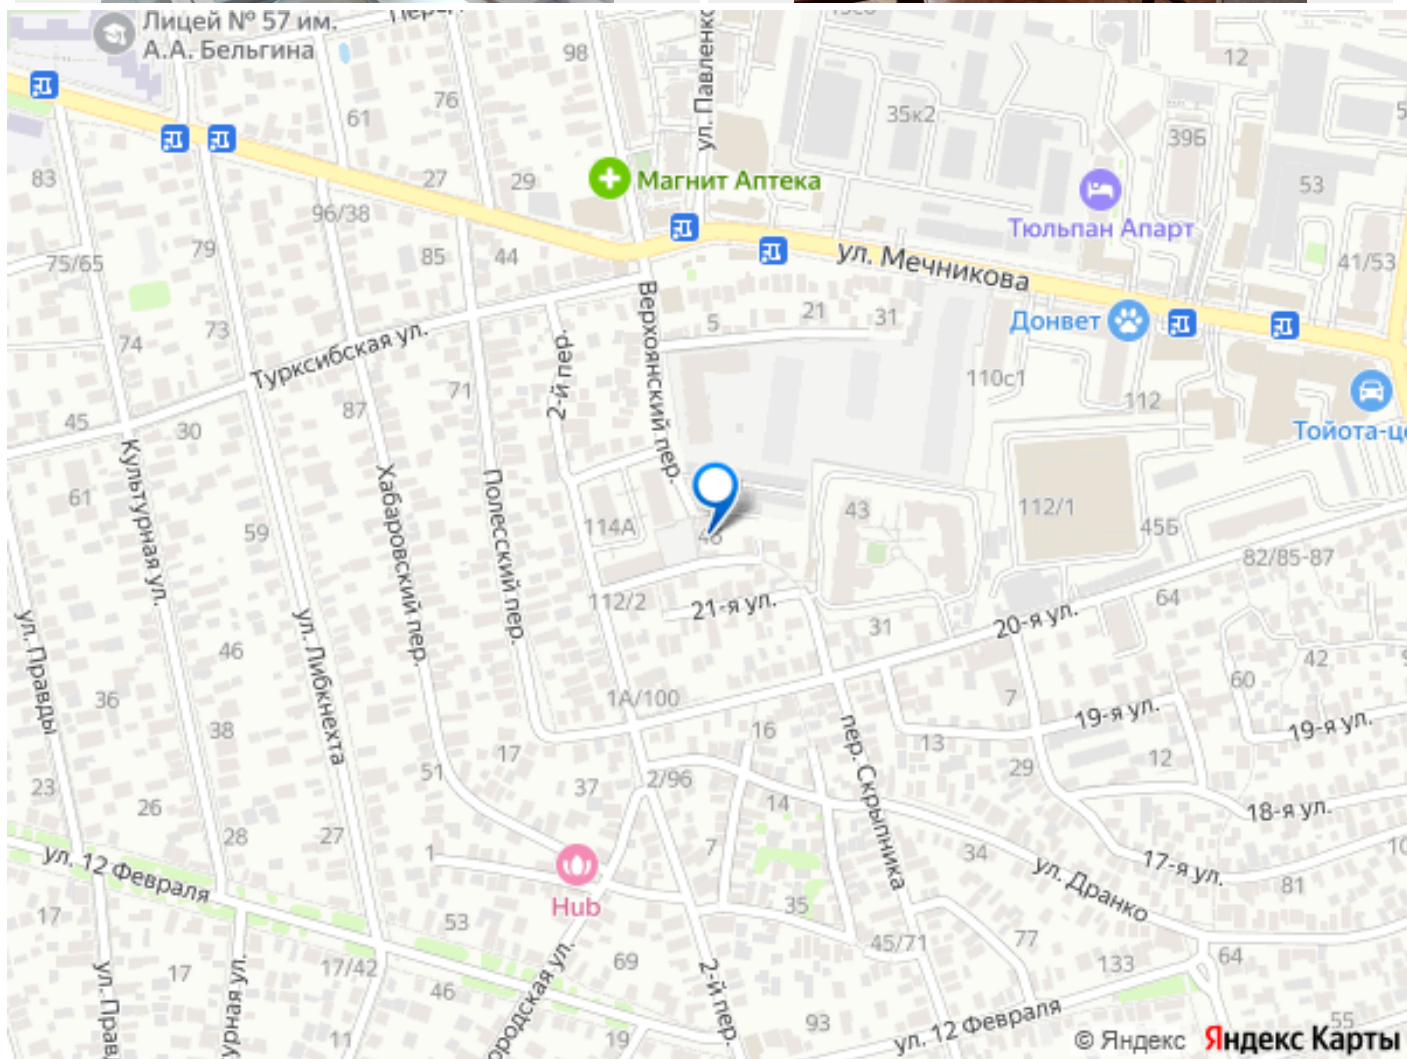 Лицей № 57 им.
А.А. Бельгина
98
ул. Павленко
12
76
61
35к2
39Б
83
27
29
Магнит Аптека
53
96/38
Тюльпан Апарт
79
75/65
85
44
ул. Мечникова
41/53
Верхоянский пер.
5
21
31
Донвет
74
73
Турксибская ул.
2-й пер.
71
110с1
112
87
45
30
Тойота-це
Культурная ул.
Хабаровский пер.
Полесский пер.
61
59
114А
46
43
112/1
45Б
82/85-87
112/2
21-я ул.
64
20-я ул.
31
ул. Правды
ул. Либкнехта
46
42
60
36
1А/100
7
19-я ул.
19-я ул.
38
16
пер. Скрыпника
13
17
12
51
29
23
37
2/96
26
14
18-я ул.
28
27
7
1
34
17-я ул.
ул. 12 Февраля
ул. Дранко
81
Hub
35
17
53
45/71
77
17
17/42
69
133
64
46
2-й пер.
93
ул. 12 Февраля
55
11
19
© Яндекс Яндекс Карты